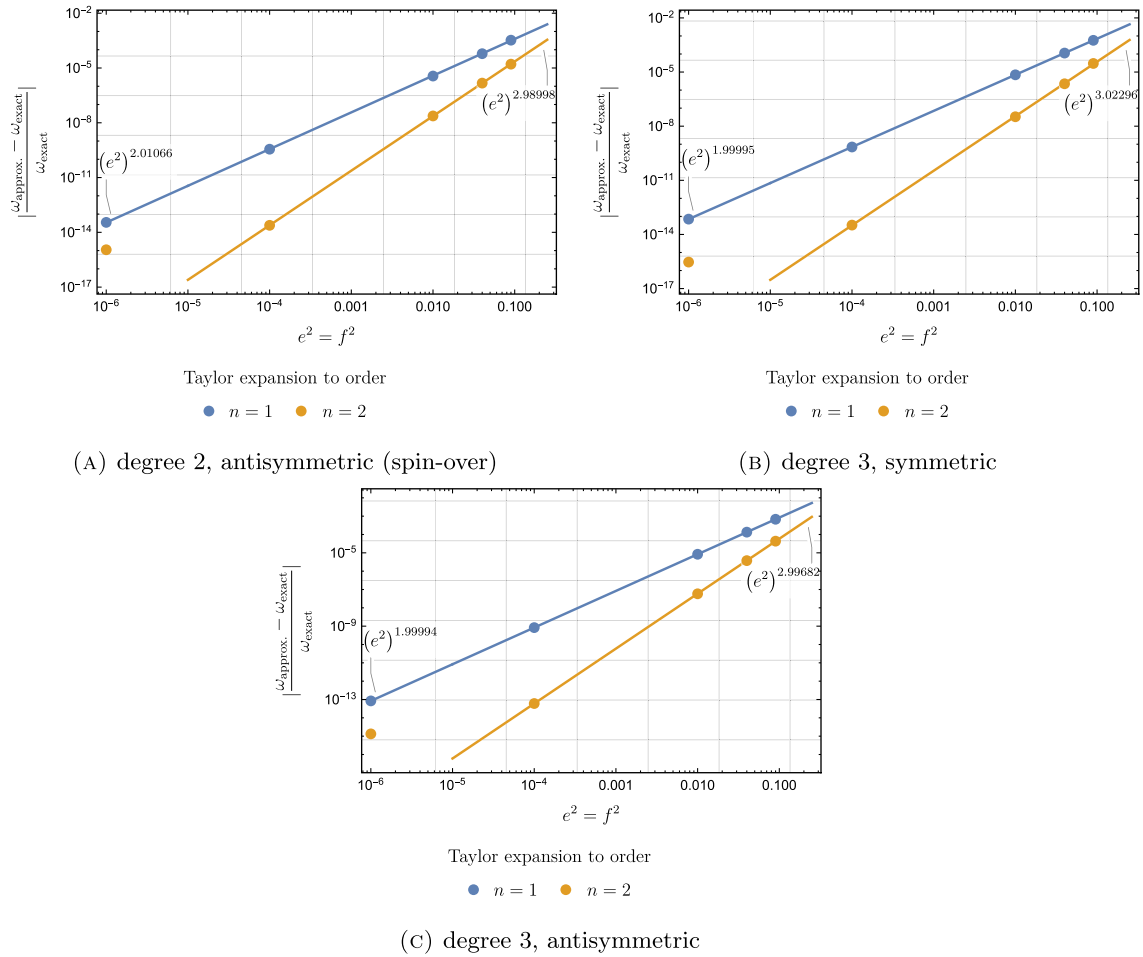 10^-2
10^-5
10^-8
10^-11
10^-14
10^-17
|ω_approx. − ω_exact / ω_exact|
(e^2)^2.98998
(e^2)^2.01066
10^-6 10^-5 10^-4 0.001 0.010 0.100
e^2 = f^2
Taylor expansion to order
n = 1 n = 2
(A) degree 2, antisymmetric (spin-over)
10^-2
10^-5
10^-8
10^-11
10^-14
10^-17
|ω_approx. − ω_exact / ω_exact|
(e^2)^3.02296
(e^2)^1.99995
10^-6 10^-5 10^-4 0.001 0.010 0.100
e^2 = f^2
Taylor expansion to order
n = 1 n = 2
(B) degree 3, symmetric
10^-5
10^-9
10^-13
|ω_approx. − ω_exact / ω_exact|
(e^2)^2.99682
(e^2)^1.99994
10^-6 10^-5 10^-4 0.001 0.010 0.100
e^2 = f^2
Taylor expansion to order
n = 1 n = 2
(C) degree 3, antisymmetric